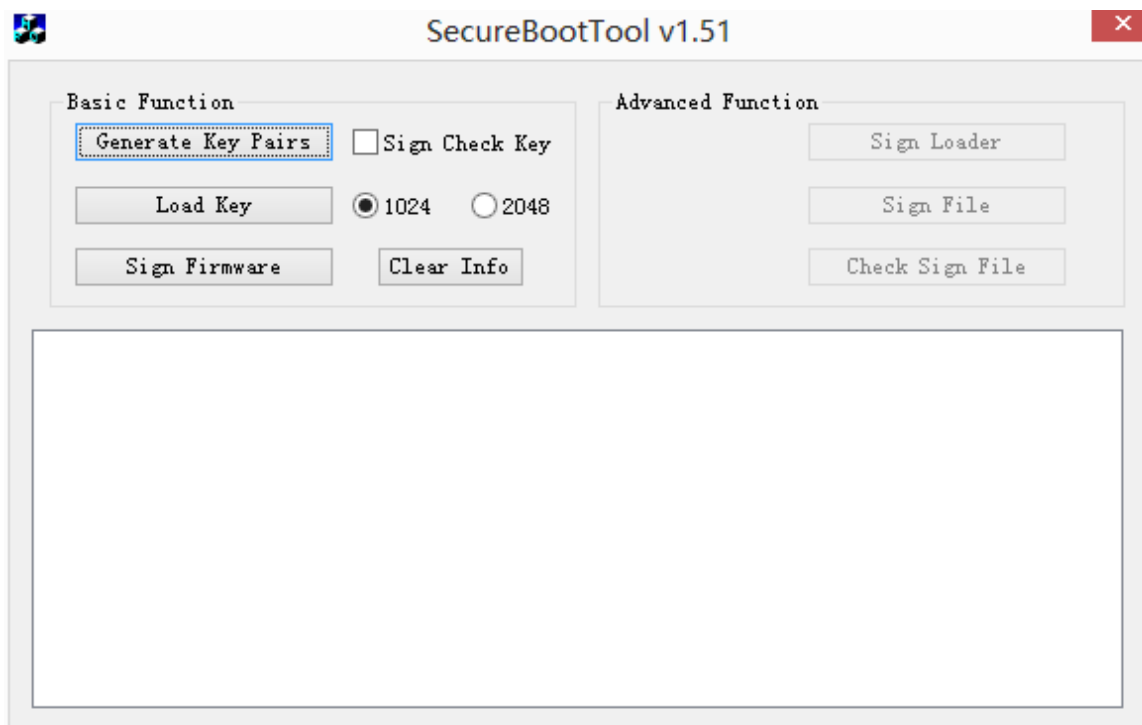 SecureBootTool v1.51
Basic Function
Generate Key Pairs
Sign Check Key
Load Key
1024
2048
Sign Firmware
Clear Info
Advanced Function
Sign Loader
Sign File
Check Sign File